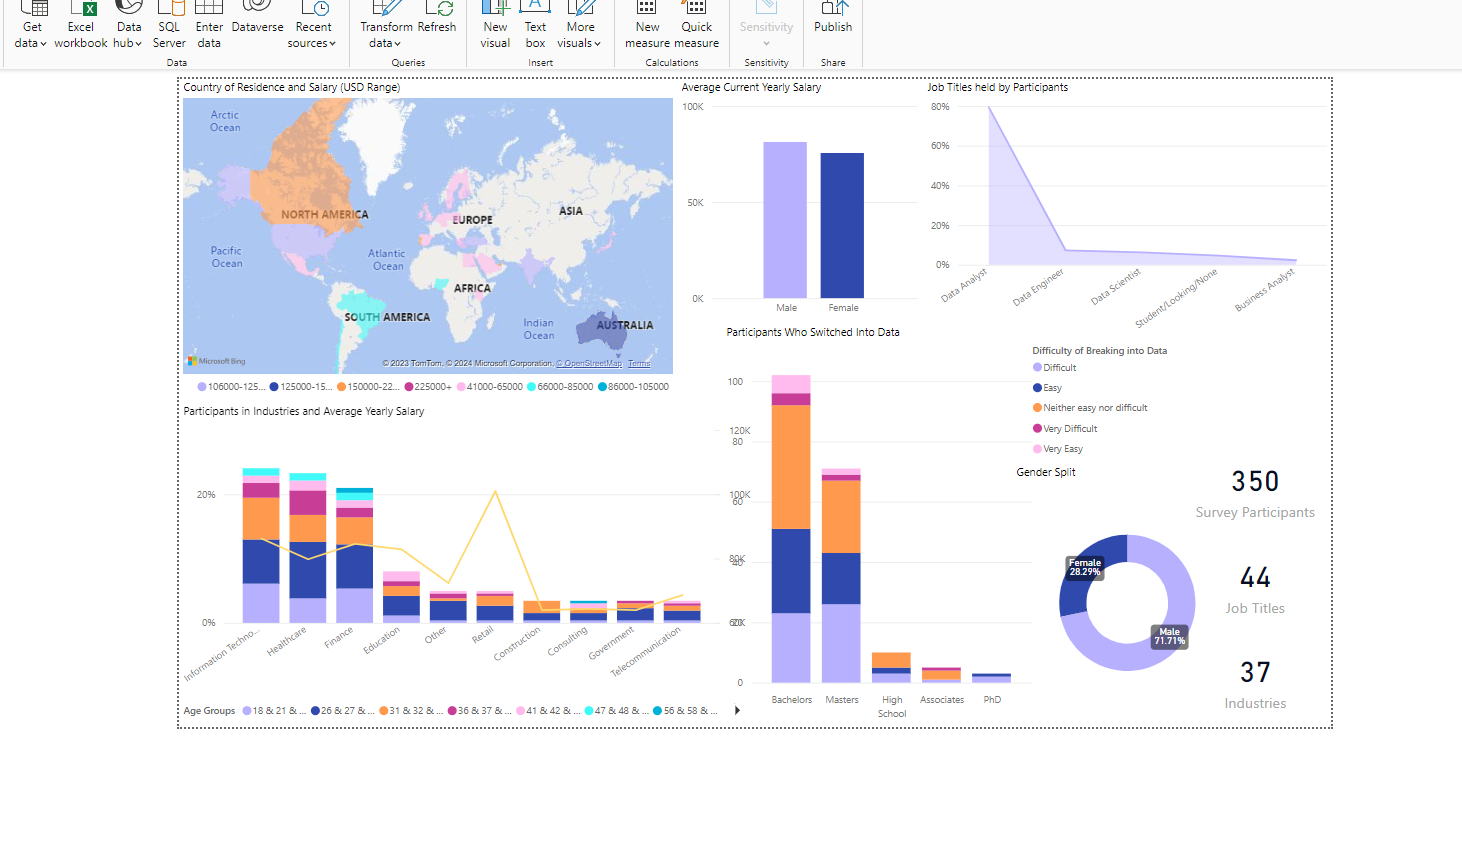 Get data
Excel workbook
Data hub
SQL Server
Enter data
Dataverse
Recent sources
Transform data
Refresh
New visual
Text box
More visuals
New measure
Quick measure
Sensitivity
Publish
Data
Queries
Insert
Calculations
Sensitivity
Share
Country of Residence and Salary (USD Range)
Arctic
Ocean
NORTH AMERICA
EUROPE
ASIA
Pacific
Ocean
Atlantic
Ocean
AFRICA
SOUTH AMERICA
Indian
Ocean
AUSTRALIA
Microsoft Bing
© 2023 TomTom, © 2024 Microsoft Corporation, © OpenStreetMap Terms
106000-125... 125000-15... 150000-22... 225000+ 41000-65000 66000-85000 86000-105000
Average Current Yearly Salary
100K
50K
0K
Male Female
Job Titles held by Participants
80%
60%
40%
20%
0%
Data Analyst
Data Engineer
Data Scientist
Student/Looking/None
Business Analyst
Participants in Industries and Average Yearly Salary
20%
0%
120K
100K
80K
60K
Information Techno...
Healthcare
Finance
Education
Other
Retail
Construction
Consulting
Government
Telecommunication
Age Groups 18 & 21 & ... 26 & 27 & ... 31 & 32 & ... 36 & 37 & ... 41 & 42 & ... 47 & 48 & ... 56 & 58 & ...
Participants Who Switched Into Data
100
80
60
40
20
0
Bachelors Masters High School Associates PhD
Difficulty of Breaking into Data
Difficult
Easy
Neither easy nor difficult
Very Difficult
Very Easy
Gender Split
Female
28.29%
Male
71.71%
350
Survey Participants
44
Job Titles
37
Industries